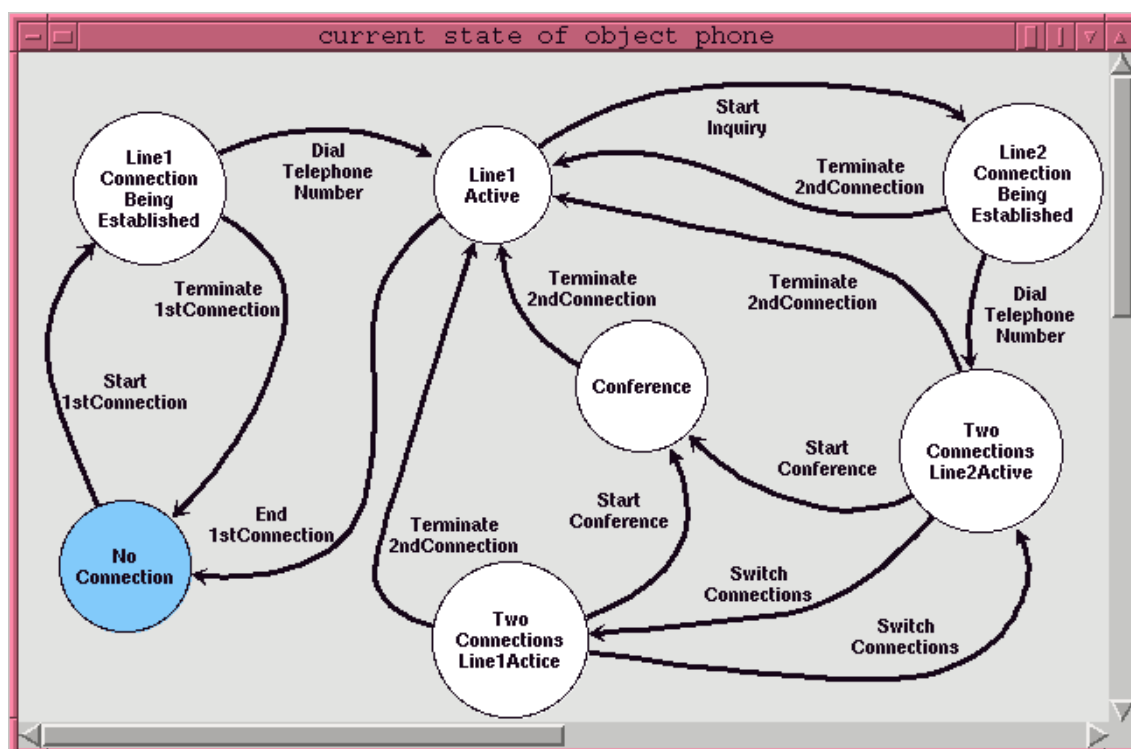 current state of object phone
Line1
Connection
Being
Established
Dial
Telephone
Number
Line1
Active
Start
Inquiry
Line2
Connection
Being
Established
Terminate
2ndConnection
Terminate
1stConnection
Terminate
2ndConnection
Terminate
2ndConnection
Dial
Telephone
Number
Start
1stConnection
Conference
Two
Connections
Line2Active
Start
Conference
Start
Conference
End
1stConnection
Terminate
2ndConnection
No
Connection
Switch
Connections
Two
Connections
Line1Actice
Switch
Connections